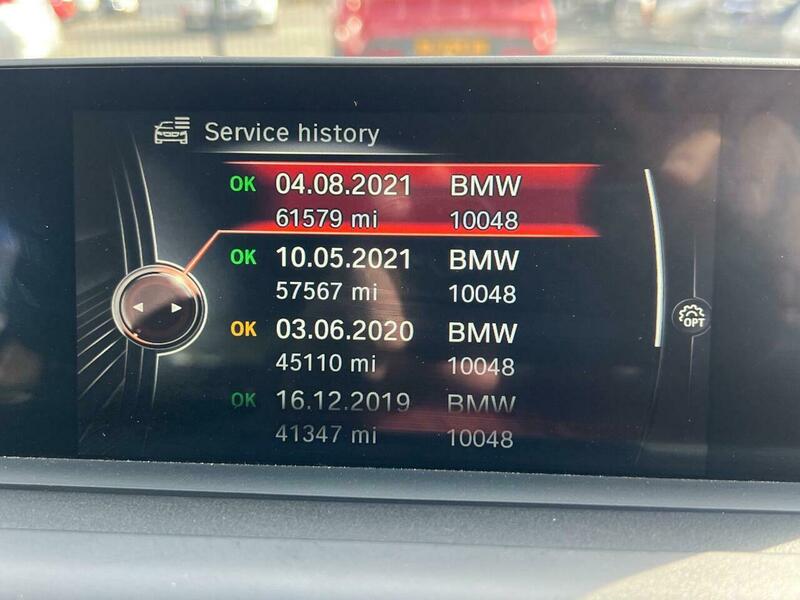 Service history
OK 04.08.2021 BMW
61579 mi 10048
OK 10.05.2021 BMW
57567 mi 10048
OK 03.06.2020 BMW
45110 mi 10048
OK 16.12.2019 BMW
41347 mi 10048
OPT